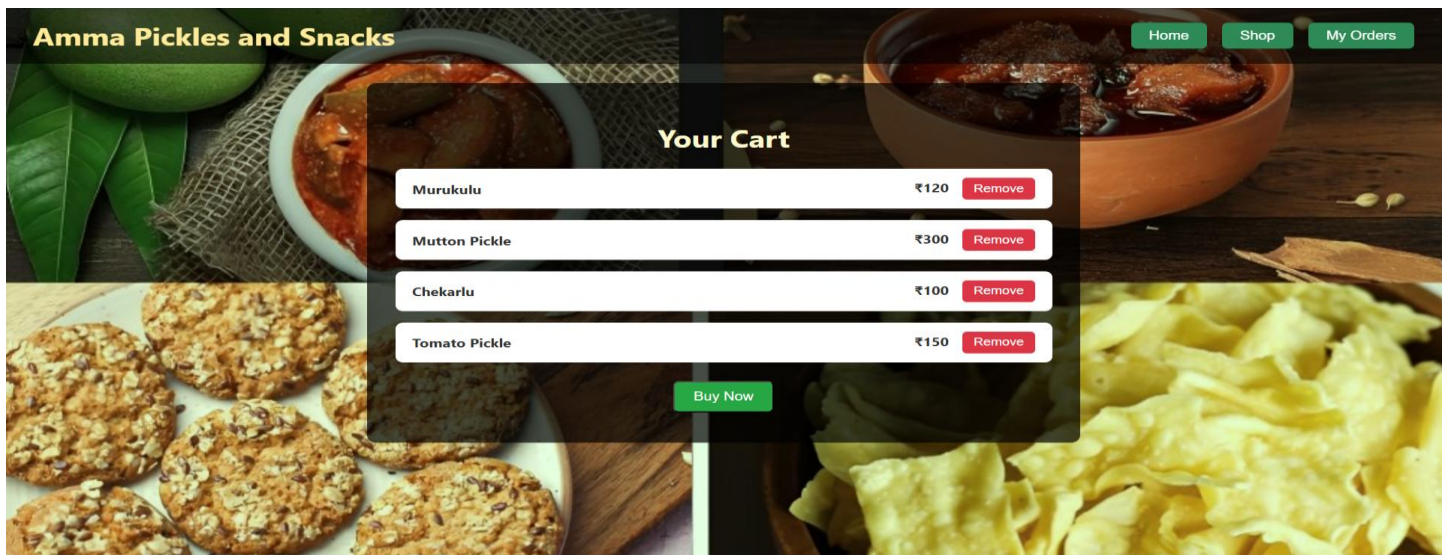 Amma Pickles and Snacks Home Shop My Orders
Your Cart
Murukulu ₹120 Remove
Mutton Pickle ₹300 Remove
Chekarlu ₹100 Remove
Tomato Pickle ₹150 Remove
Buy Now